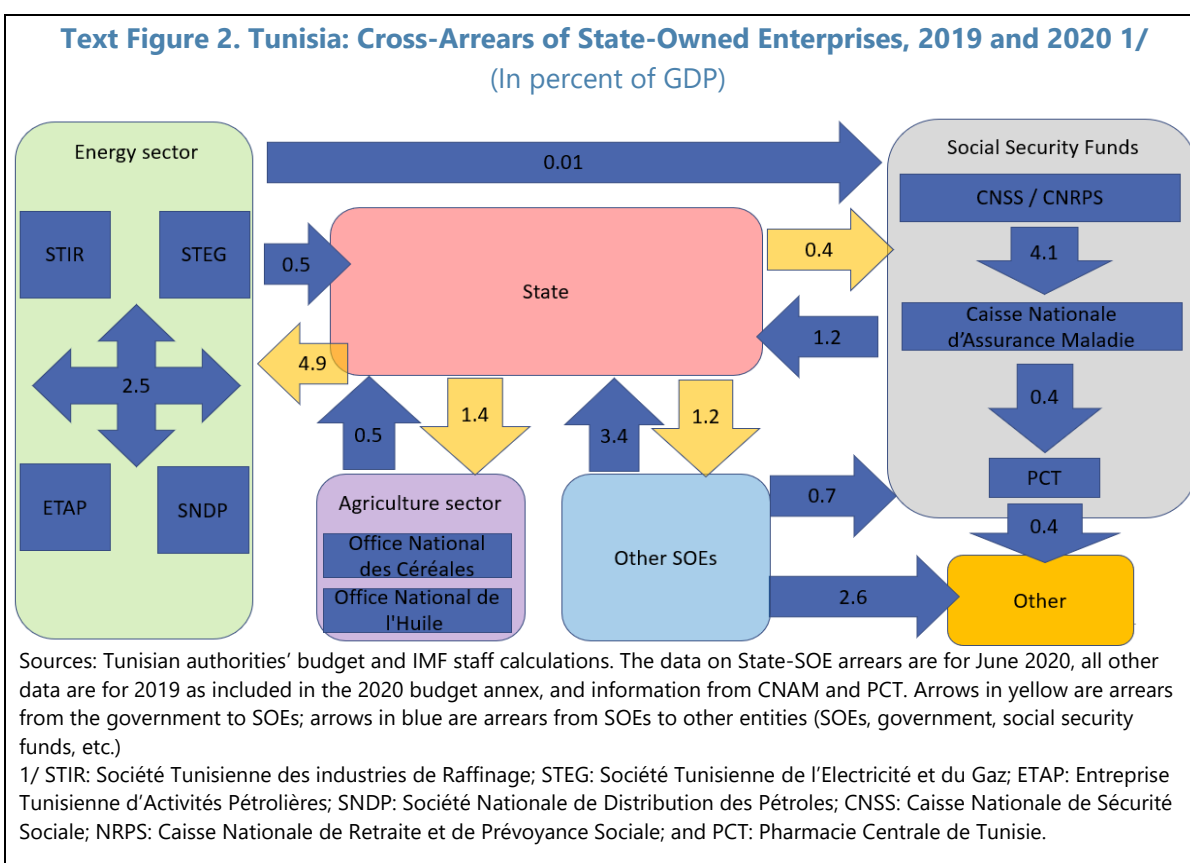 Text Figure 2. Tunisia: Cross-Arrears of State-Owned Enterprises, 2019 and 2020 1/
(In percent of GDP)
Energy sector
STIR
STEG
2.5
ETAP
SNDP
0.01
0.5
4.9
State
0.4
1.2
0.5
1.4
3.4
1.2
Agriculture sector
Office National
des Céréales
Office National de
l'Huile
Other SOEs
0.7
2.6
Social Security Funds
CNSS / CNRPS
4.1
Caisse Nationale
d'Assurance Maladie
0.4
PCT
0.4
Other
Sources: Tunisian authorities' budget and IMF staff calculations. The data on State-SOE arrears are for June 2020, all other
data are for 2019 as included in the 2020 budget annex, and information from CNAM and PCT. Arrows in yellow are arrears
from the government to SOEs; arrows in blue are arrears from SOEs to other entities (SOEs, government, social security
funds, etc.)
1/ STIR: Société Tunisienne des industries de Raffinage; STEG: Société Tunisienne de l'Electricité et du Gaz; ETAP: Entreprise
Tunisienne d'Activités Pétrolières; SNDP: Société Nationale de Distribution des Pétroles; CNSS: Caisse Nationale de Sécurité
Sociale; NRPS: Caisse Nationale de Retraite et de Prévoyance Sociale; and PCT: Pharmacie Centrale de Tunisie.